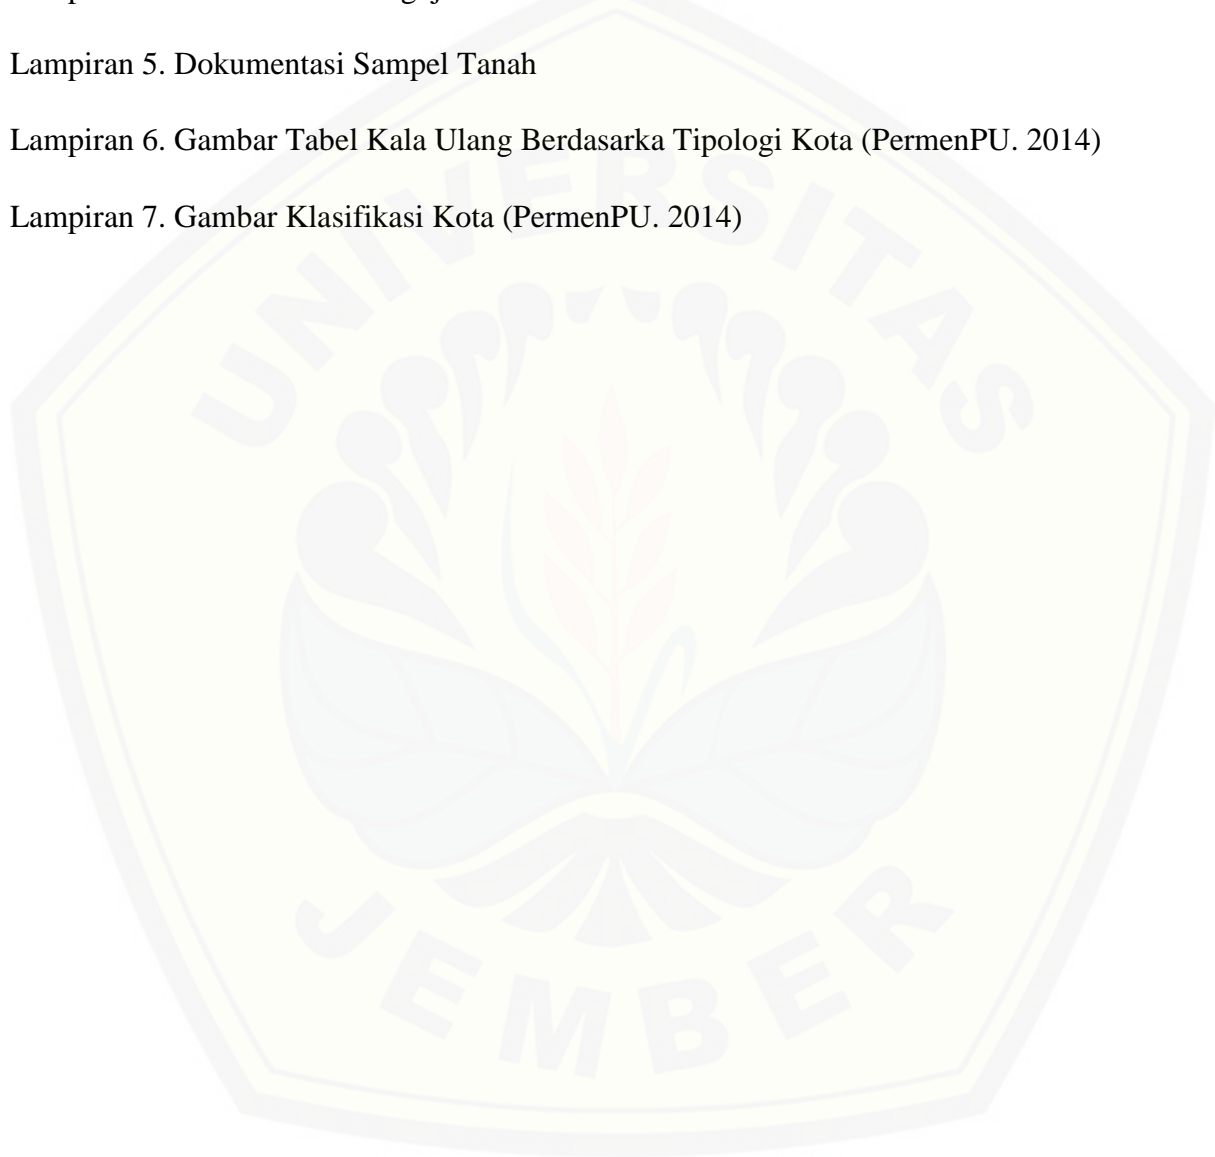 Lampiran 5. Dokumentasi Sampel Tanah
Lampiran 6. Gambar Tabel Kala Ulang Berdasarka Tipologi Kota (PermenPU. 2014)
Lampiran 7. Gambar Klasifikasi Kota (PermenPU. 2014)
UNIVERSITAS
JEMBER